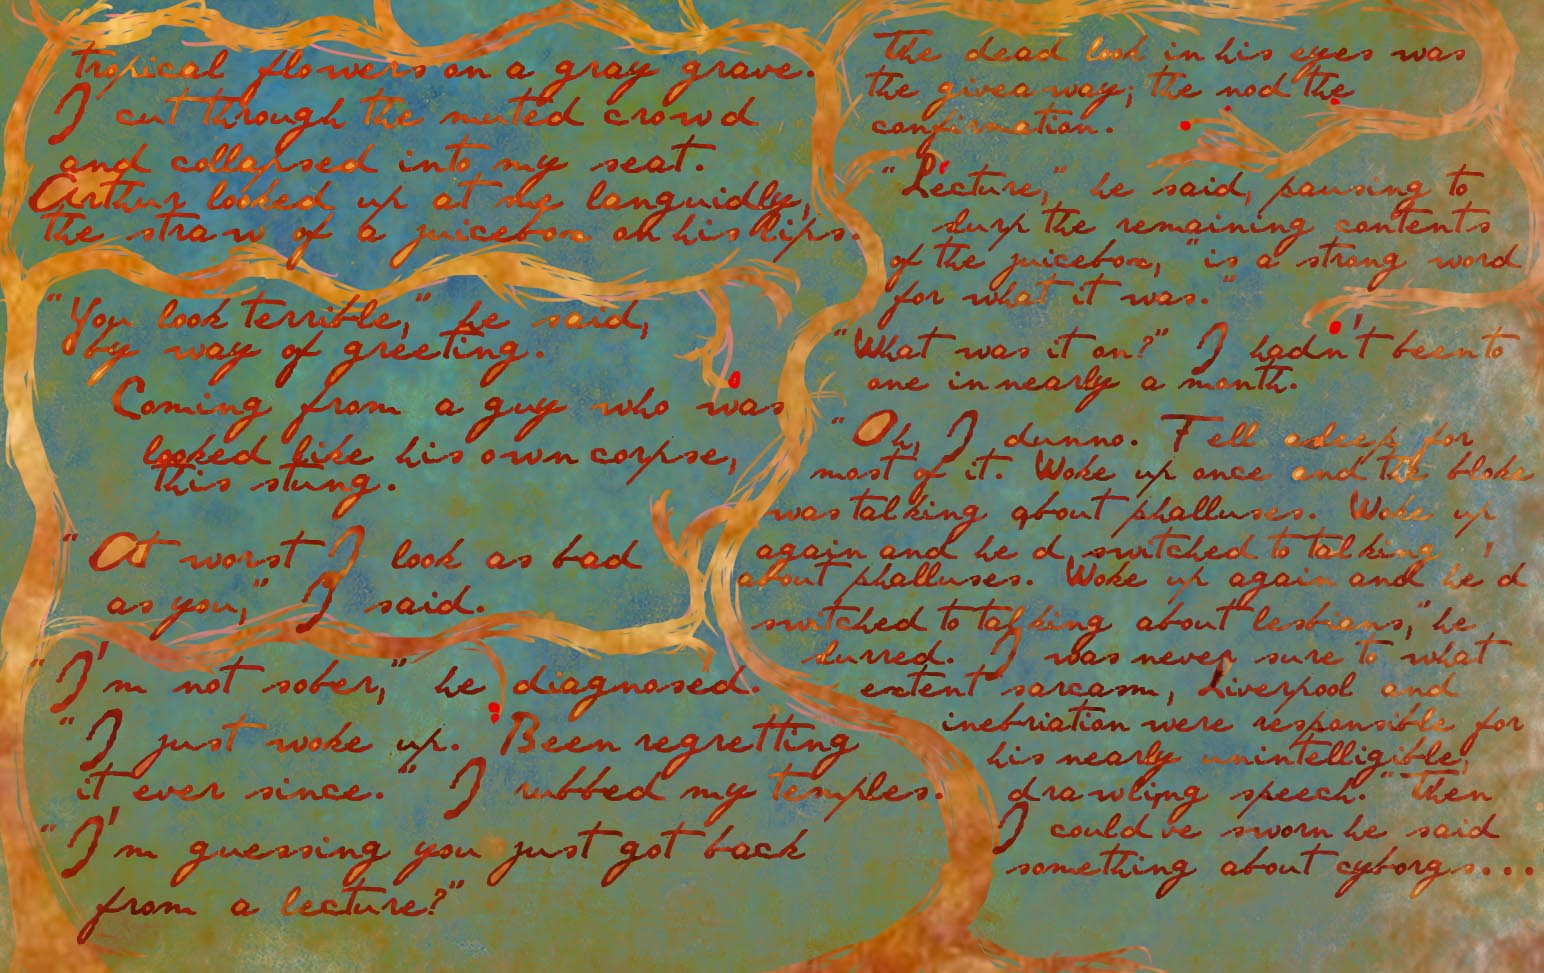 tropical flowers on a gray grave.
I cut through the muted crowd
and collapsed into my seat.
Arthur looked up at me languidly,
the straw of a juicebox on his lips.
"You look terrible," he said,
by way of greeting.
Coming from a guy who was
looked like his own corpse,
this stung.
"At worst I look as bad
as you," I said.
"I'm not sober," he diagnosed.
"I just woke up. Been regretting
it ever since." I rubbed my temples.
"I'm guessing you just got back
from a lecture?"
The dead look in his eyes was
the giveaway; the nod the
confirmation.
"Lecture," he said, pausing to
slurp the remaining contents
of the juicebox, "is a strong word
for what it was."
"What was it on?" I hadn't been to
one in nearly a month.
"Oh, I dunno. Fell asleep for
most of it. Woke up once and the bloke
was talking about phalluses. Woke up
again and he'd switched to talking
about phalluses. Woke up again and he'd
switched to talking about lesbians," he
slurred. I was never sure to what
extent sarcasm, Liverpool and
inebriation were responsible for
his nearly unintelligible,
drawling speech. "Then
I could've sworn he said
something about cyborgs...